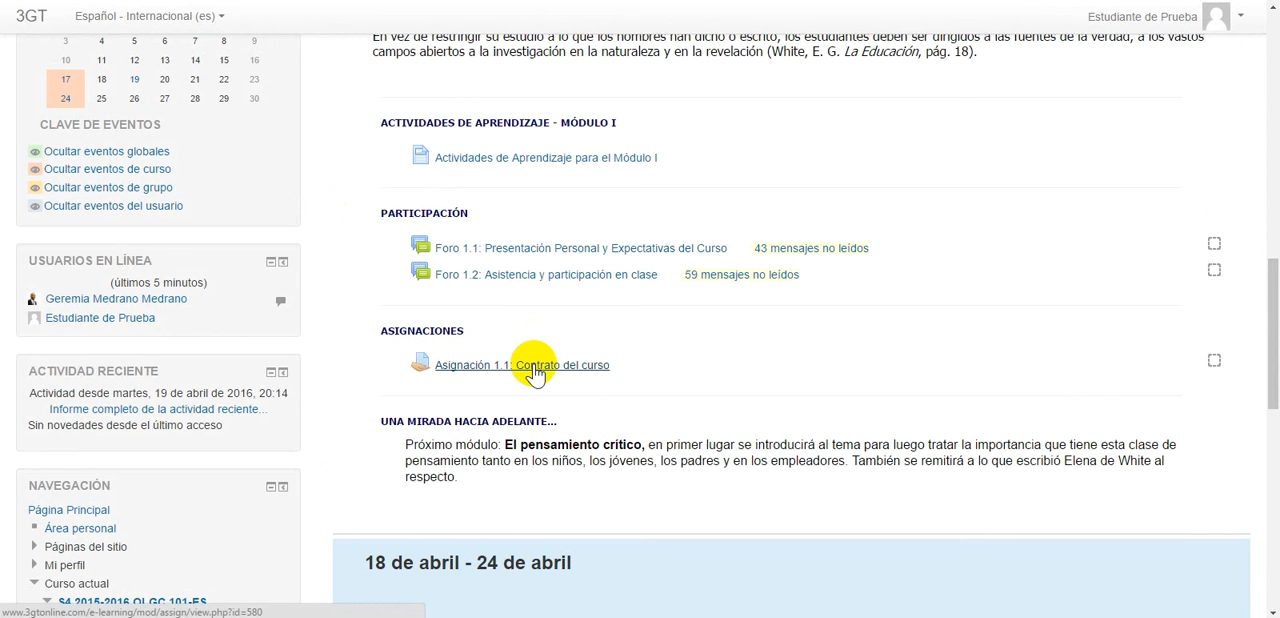 3GT
Español - Internacional (es)
Estudiante de Prueba
En vez de restringir su estudio a lo que los hombres han dicho o escrito, los estudiantes deben ser dirigidos a las fuentes de la verdad, a los vastos
campos abiertos a la investigación en la naturaleza y en la revelación (White, E. G. La Educación, pág. 18).
3 4 5 6 7 8 9
10 11 12 13 14 15 16
17 18 19 20 21 22 23
24 25 26 27 28 29 30
CLAVE DE EVENTOS
Ocultar eventos globales
Ocultar eventos de curso
Ocultar eventos de grupo
Ocultar eventos del usuario
USUARIOS EN LÍNEA
(últimos 5 minutos)
Geremia Medrano Medrano
Estudiante de Prueba
ACTIVIDAD RECIENTE
Actividad desde martes, 19 de abril de 2016, 20:14
Informe completo de la actividad reciente...
Sin novedades desde el último acceso
NAVEGACIÓN
Página Principal
Área personal
Páginas del sitio
Mi perfil
Curso actual
S4 2015-2016 OLGC 101-ES
www.3gtonline.com/e-learning/mod/assign/view.php?id=580
ACTIVIDADES DE APRENDIZAJE - MÓDULO I
Actividades de Aprendizaje para el Módulo I
PARTICIPACIÓN
Foro 1.1: Presentación Personal y Expectativas del Curso 43 mensajes no leídos
Foro 1.2: Asistencia y participación en clase 59 mensajes no leídos
ASIGNACIONES
Asignación 1.1: Contrato del curso
UNA MIRADA HACIA ADELANTE...
Próximo módulo: El pensamiento crítico, en primer lugar se introducirá al tema para luego tratar la importancia que tiene esta clase de
pensamiento tanto en los niños, los jóvenes, los padres y en los empleadores. También se remitirá a lo que escribió Elena de White al
respecto.
18 de abril - 24 de abril